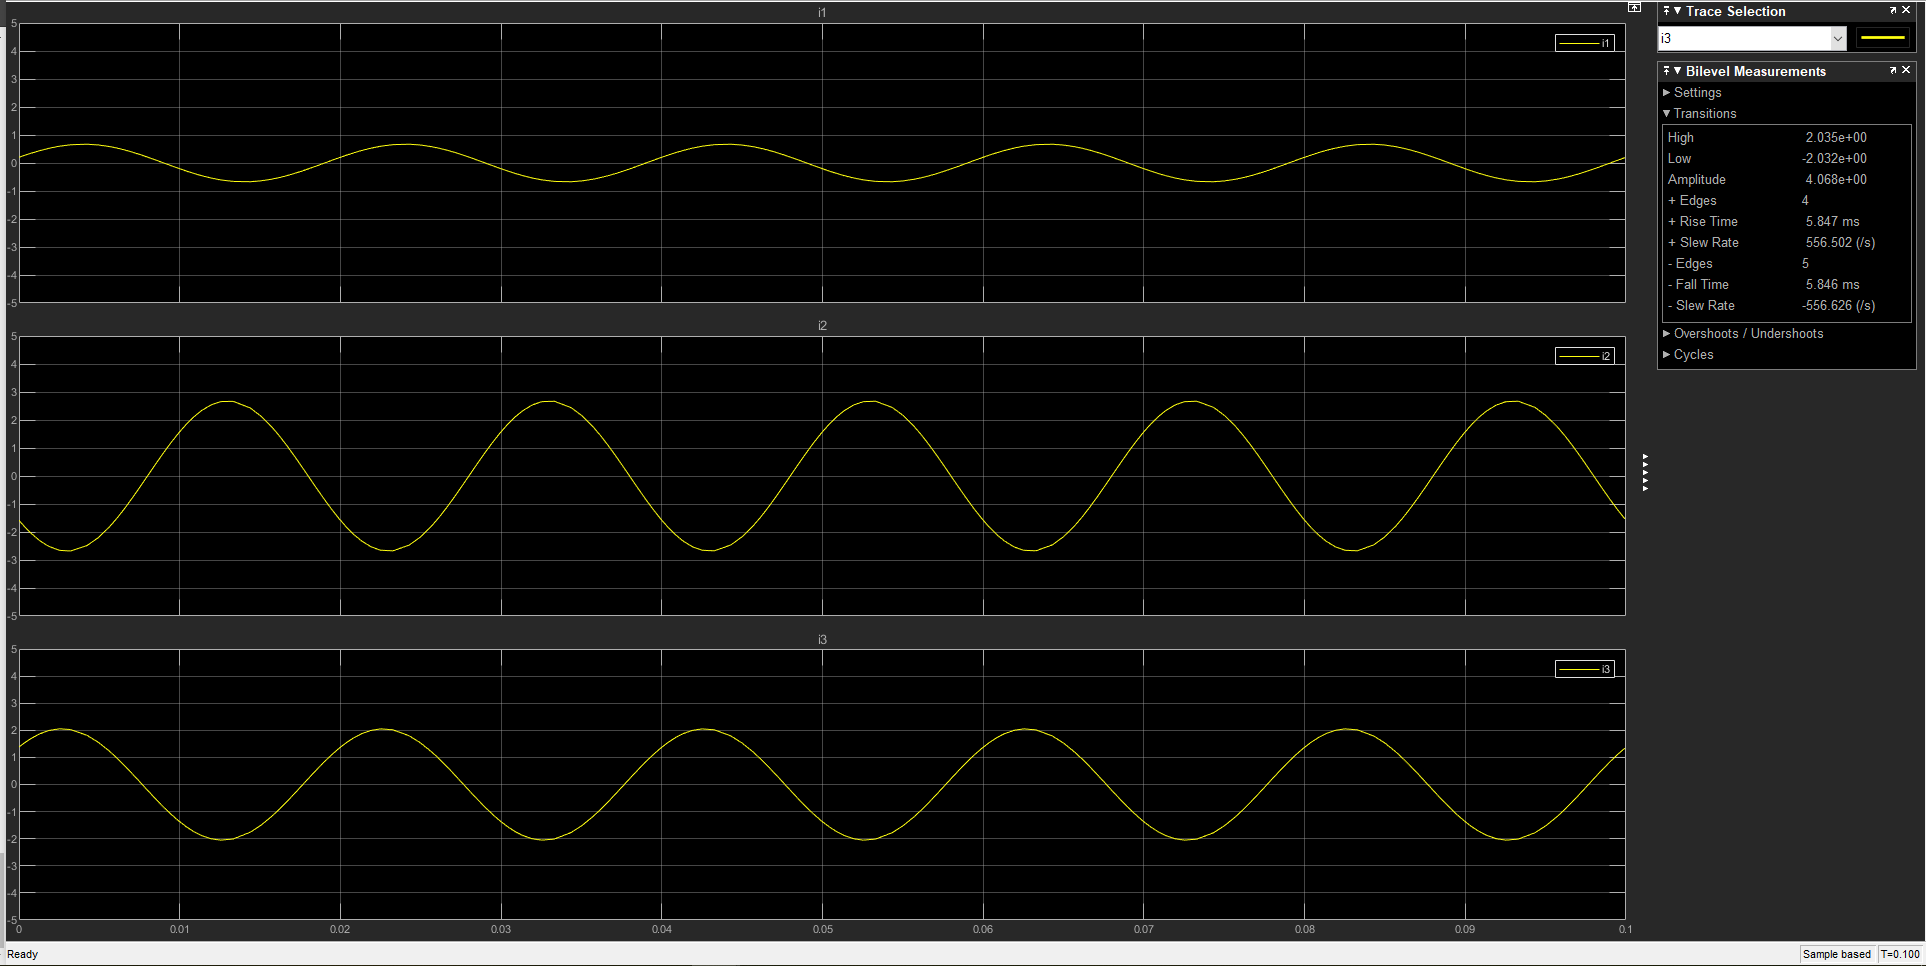 i1
5
4
3
2
1
0
-1
-2
-3
-4
-5
i1
i2
5
4
3
2
1
0
-1
-2
-3
-4
-5
i2
i3
5
4
3
2
1
0
-1
-2
-3
-4
-5
i3
0 0.01 0.02 0.03 0.04 0.05 0.06 0.07 0.08 0.09 0.1
Trace Selection
i3
Bilevel Measurements
Settings
Transitions
High 2.035e+00
Low -2.032e+00
Amplitude 4.068e+00
+ Edges 4
+ Rise Time 5.847 ms
+ Slew Rate 556.502 (/s)
- Edges 5
- Fall Time 5.846 ms
- Slew Rate -556.626 (/s)
Overshoots / Undershoots
Cycles
Ready Sample based T=0.100